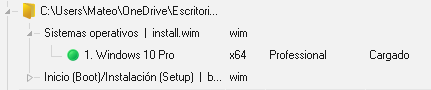 C:\Users\Mateo\OneDrive\Escritori...
Sistemas operativos | install.wim wim
1. Windows 10 Pro x64 Professional Cargado
Inicio (Boot)/Instalación (Setup) | b... wim